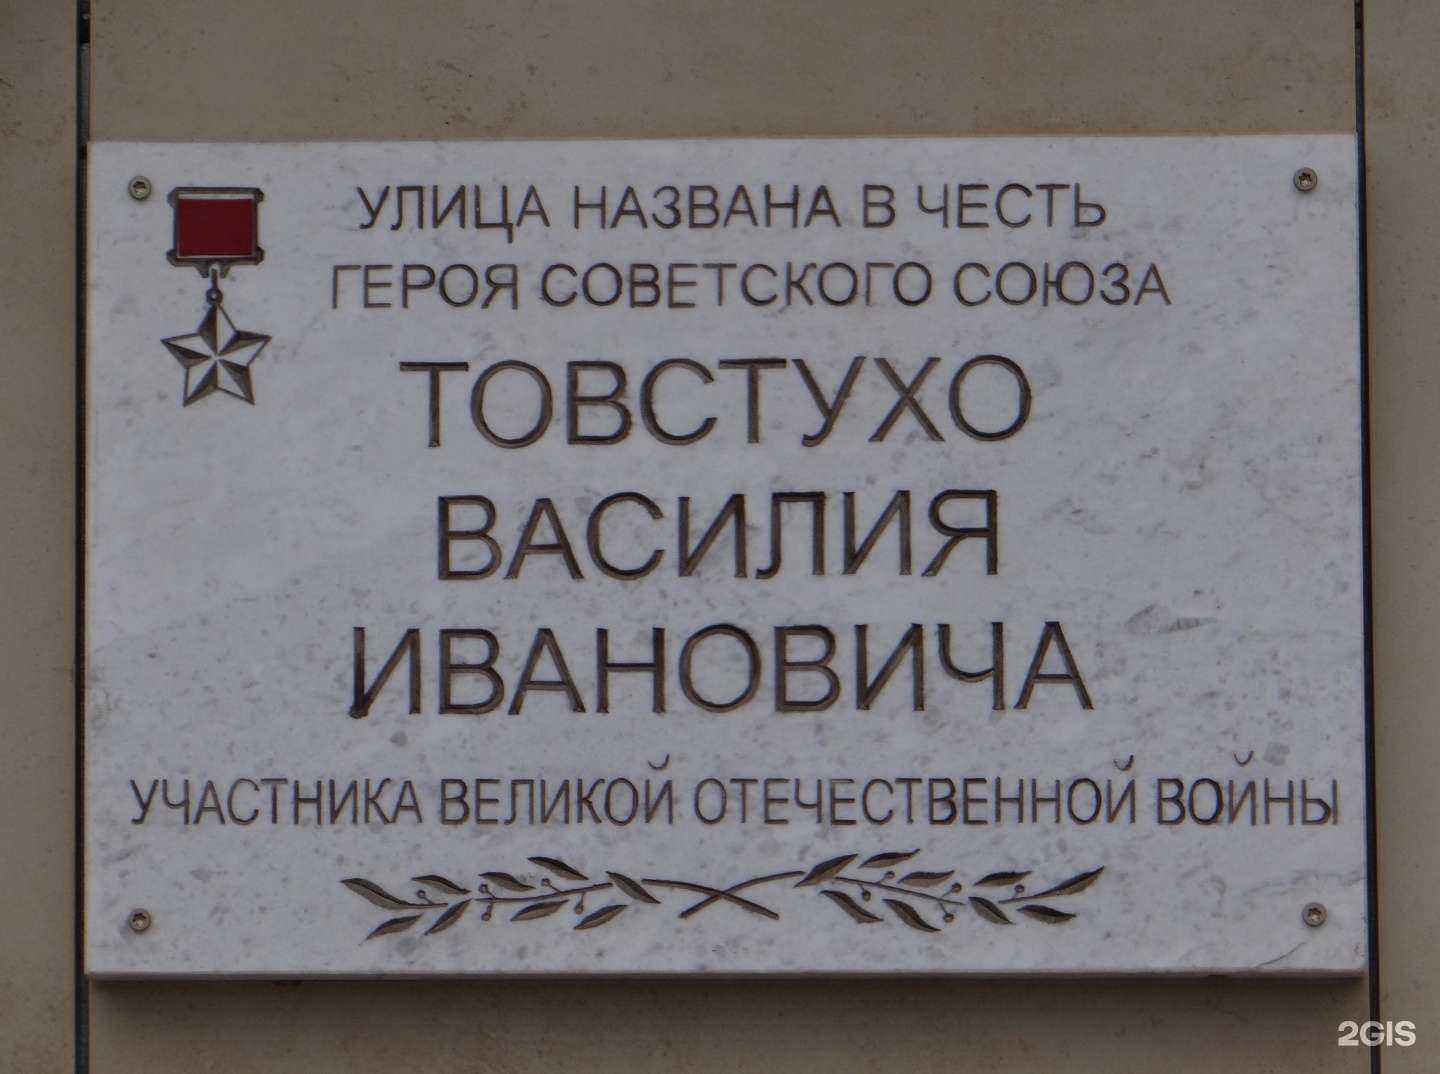 УЛИЦА НАЗВАНА В ЧЕСТЬ
ГЕРОЯ СОВЕТСКОГО СОЮЗА
ТОВСТУХО
ВАСИЛИЯ
ИВАНОВИЧА
УЧАСТНИКА ВЕЛИКОЙ ОТЕЧЕСТВЕННОЙ ВОЙНЫ
2GIS